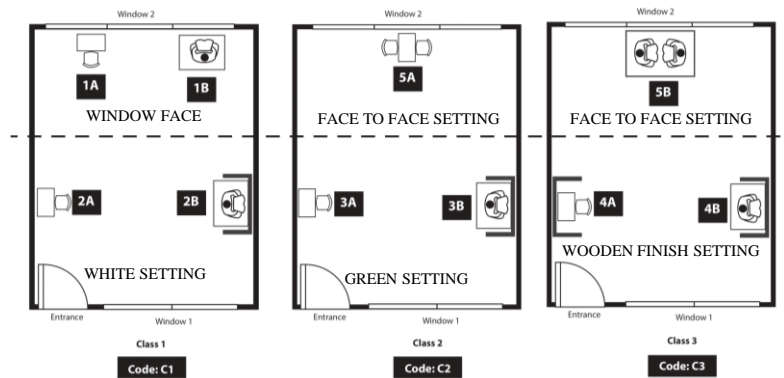 Window 2
1A
1B
WINDOW FACE
2A
2B
WHITE SETTING
Entrance
Window 1
Class 1
Code: C1
Window 2
5A
FACE TO FACE SETTING
3A
3B
GREEN SETTING
Entrance
Window 1
Class 2
Code: C2
Window 2
5B
FACE TO FACE SETTING
4A
4B
WOODEN FINISH SETTING
Entrance
Window 1
Class 3
Code: C3